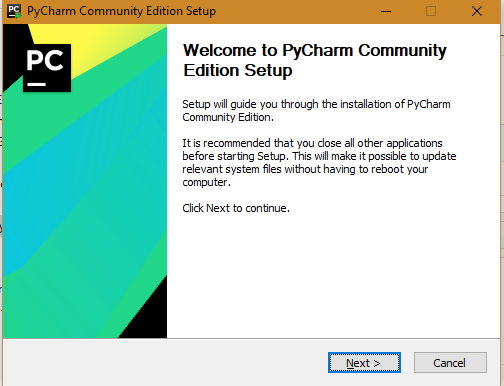 PC PyCharm Community Edition Setup
PC
Welcome to PyCharm Community
Edition Setup
Setup will guide you through the installation of PyCharm
Community Edition.
It is recommended that you close all other applications
before starting Setup. This will make it possible to update
relevant system files without having to reboot your
computer.
Click Next to continue.
Next >
Cancel